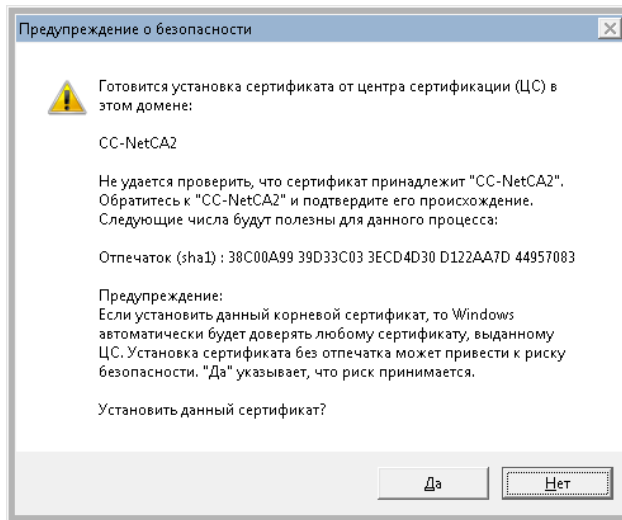 Предупреждение о безопасности
Готовится установка сертификата от центра сертификации (ЦС) в
этом домене:
CC-NetCA2
Не удается проверить, что сертификат принадлежит "CC-NetCA2".
Обратитесь к "CC-NetCA2" и подтвердите его происхождение.
Следующие числа будут полезны для данного процесса:
Отпечаток (sha1) : 38C00A99 39D33C03 3ECD4D30 D122AA7D 44957083
Предупреждение:
Если установить данный корневой сертификат, то Windows
автоматически будет доверять любому сертификату, выданному
ЦС. Установка сертификата без отпечатка может привести к риску
безопасности. "Да" указывает, что риск принимается.
Установить данный сертификат?
Да
Нет